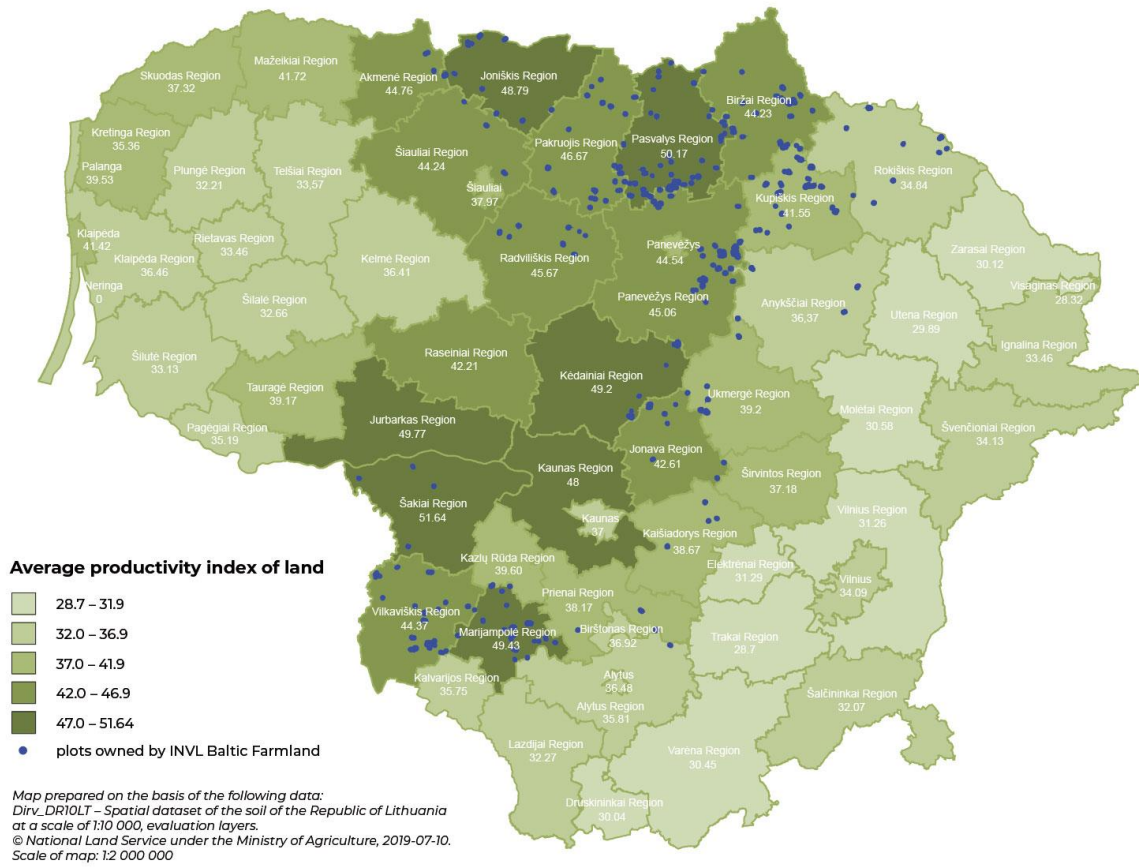 Skuodas Region
37.32
Mažeikiai Region
41.72
Akmenė Region
44.76
Joniškis Region
48.79
Biržai Region
44.23
Kretinga Region
35.36
Palanga
39.53
Plungė Region
32.21
Telšiai Region
33,57
Šiauliai Region
44.24
Šiauliai
37,97
Pakruojis Region
46.67
Pasvalys Region
50.17
Rokiškis Region
34.84
Kupiškis Region
41.55
Klaipėda
41.42
Klaipėda Region
36.46
Rietavas Region
33.46
Kelmė Region
36.41
Radviliškis Region
45.67
Panevėžys
44.54
Panevėžys Region
45.06
Zarasai Region
30.12
Visaginas Region
28.32
Neringa
0
Šilalė Region
32.66
Anykščiai Region
36,37
Utena Region
29.89
Ignalina Region
33.46
Šilutė Region
33.13
Raseiniai Region
42.21
Tauragė Region
39.17
Kėdainiai Region
49.2
Ukmergė Region
39.2
Molėtai Region
30.58
Švenčioniai Region
34.13
Pagėgiai Region
35.19
Jurbarkas Region
49.77
Jonava Region
42.61
Kaunas Region
48
Širvintos Region
37.18
Šakiai Region
51.64
Kaunas
37
Kaišiadorys Region
38.67
Vilnius Region
31.26
Kazlų Rūda Region
39.60
Elektrėnai Region
31.29
Vilnius
34.09
Prienai Region
38.17
Vilkaviškis Region
44.37
Marijampolė Region
49.43
Birštonas Region
36.92
Trakai Region
28.7
Kalvarijos Region
35.75
Alytus
36.48
Alytus Region
35.81
Šalčininkai Region
32.07
Lazdijai Region
32.27
Varėna Region
30.45
Druskininkai Region
30.04
Average productivity index of land
28.7 – 31.9
32.0 – 36.9
37.0 – 41.9
42.0 – 46.9
47.0 – 51.64
plots owned by INVL Baltic Farmland
Map prepared on the basis of the following data:
Dirv_DR10LT – Spatial dataset of the soil of the Republic of Lithuania
at a scale of 1:10 000, evaluation layers.
© National Land Service under the Ministry of Agriculture, 2019-07-10.
Scale of map: 1:2 000 000